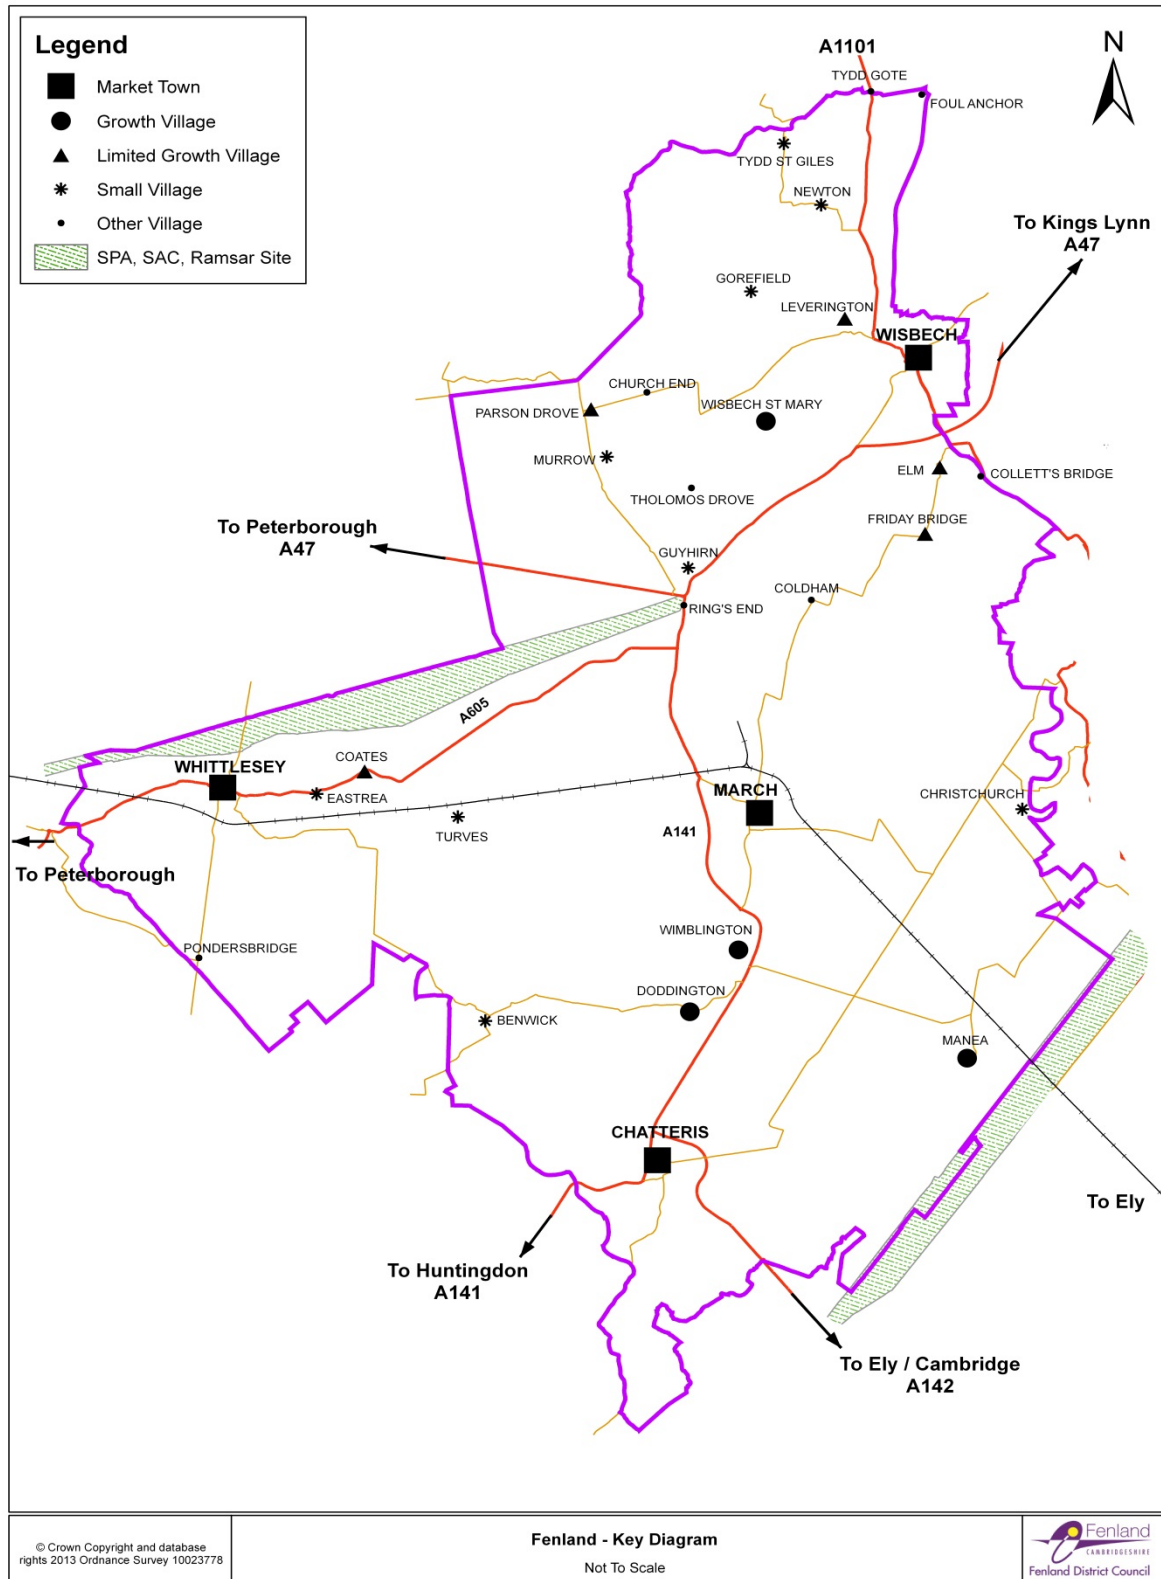 Legend
Market Town
Growth Village
Limited Growth Village
Small Village
Other Village
SPA, SAC, Ramsar Site
A1101
TYDD GOTE
FOUL ANCHOR
N
TYDD ST GILES
NEWTON
To Kings Lynn
A47
GOREFIELD
LEVERINGTON
WISBECH
CHURCH END
PARSON DROVE
WISBECH ST MARY
MURROW
ELM
COLLETT'S BRIDGE
THOLOMOS DROVE
To Peterborough
A47
FRIDAY BRIDGE
GUYHIRN
COLDHAM
RING'S END
A605
WHITTLESEY
COATES
EASTREA
TURVES
MARCH
CHRISTCHURCH
A141
To Peterborough
PONDERSBRIDGE
WIMBLINGTON
DODDINGTON
BENWICK
MANEA
CHATTERIS
To Ely
To Huntingdon
A141
To Ely / Cambridge
A142
© Crown Copyright and database
rights 2013 Ordnance Survey 10023778
Fenland - Key Diagram
Not To Scale
Fenland
CAMBRIDGESHIRE
Fenland District Council